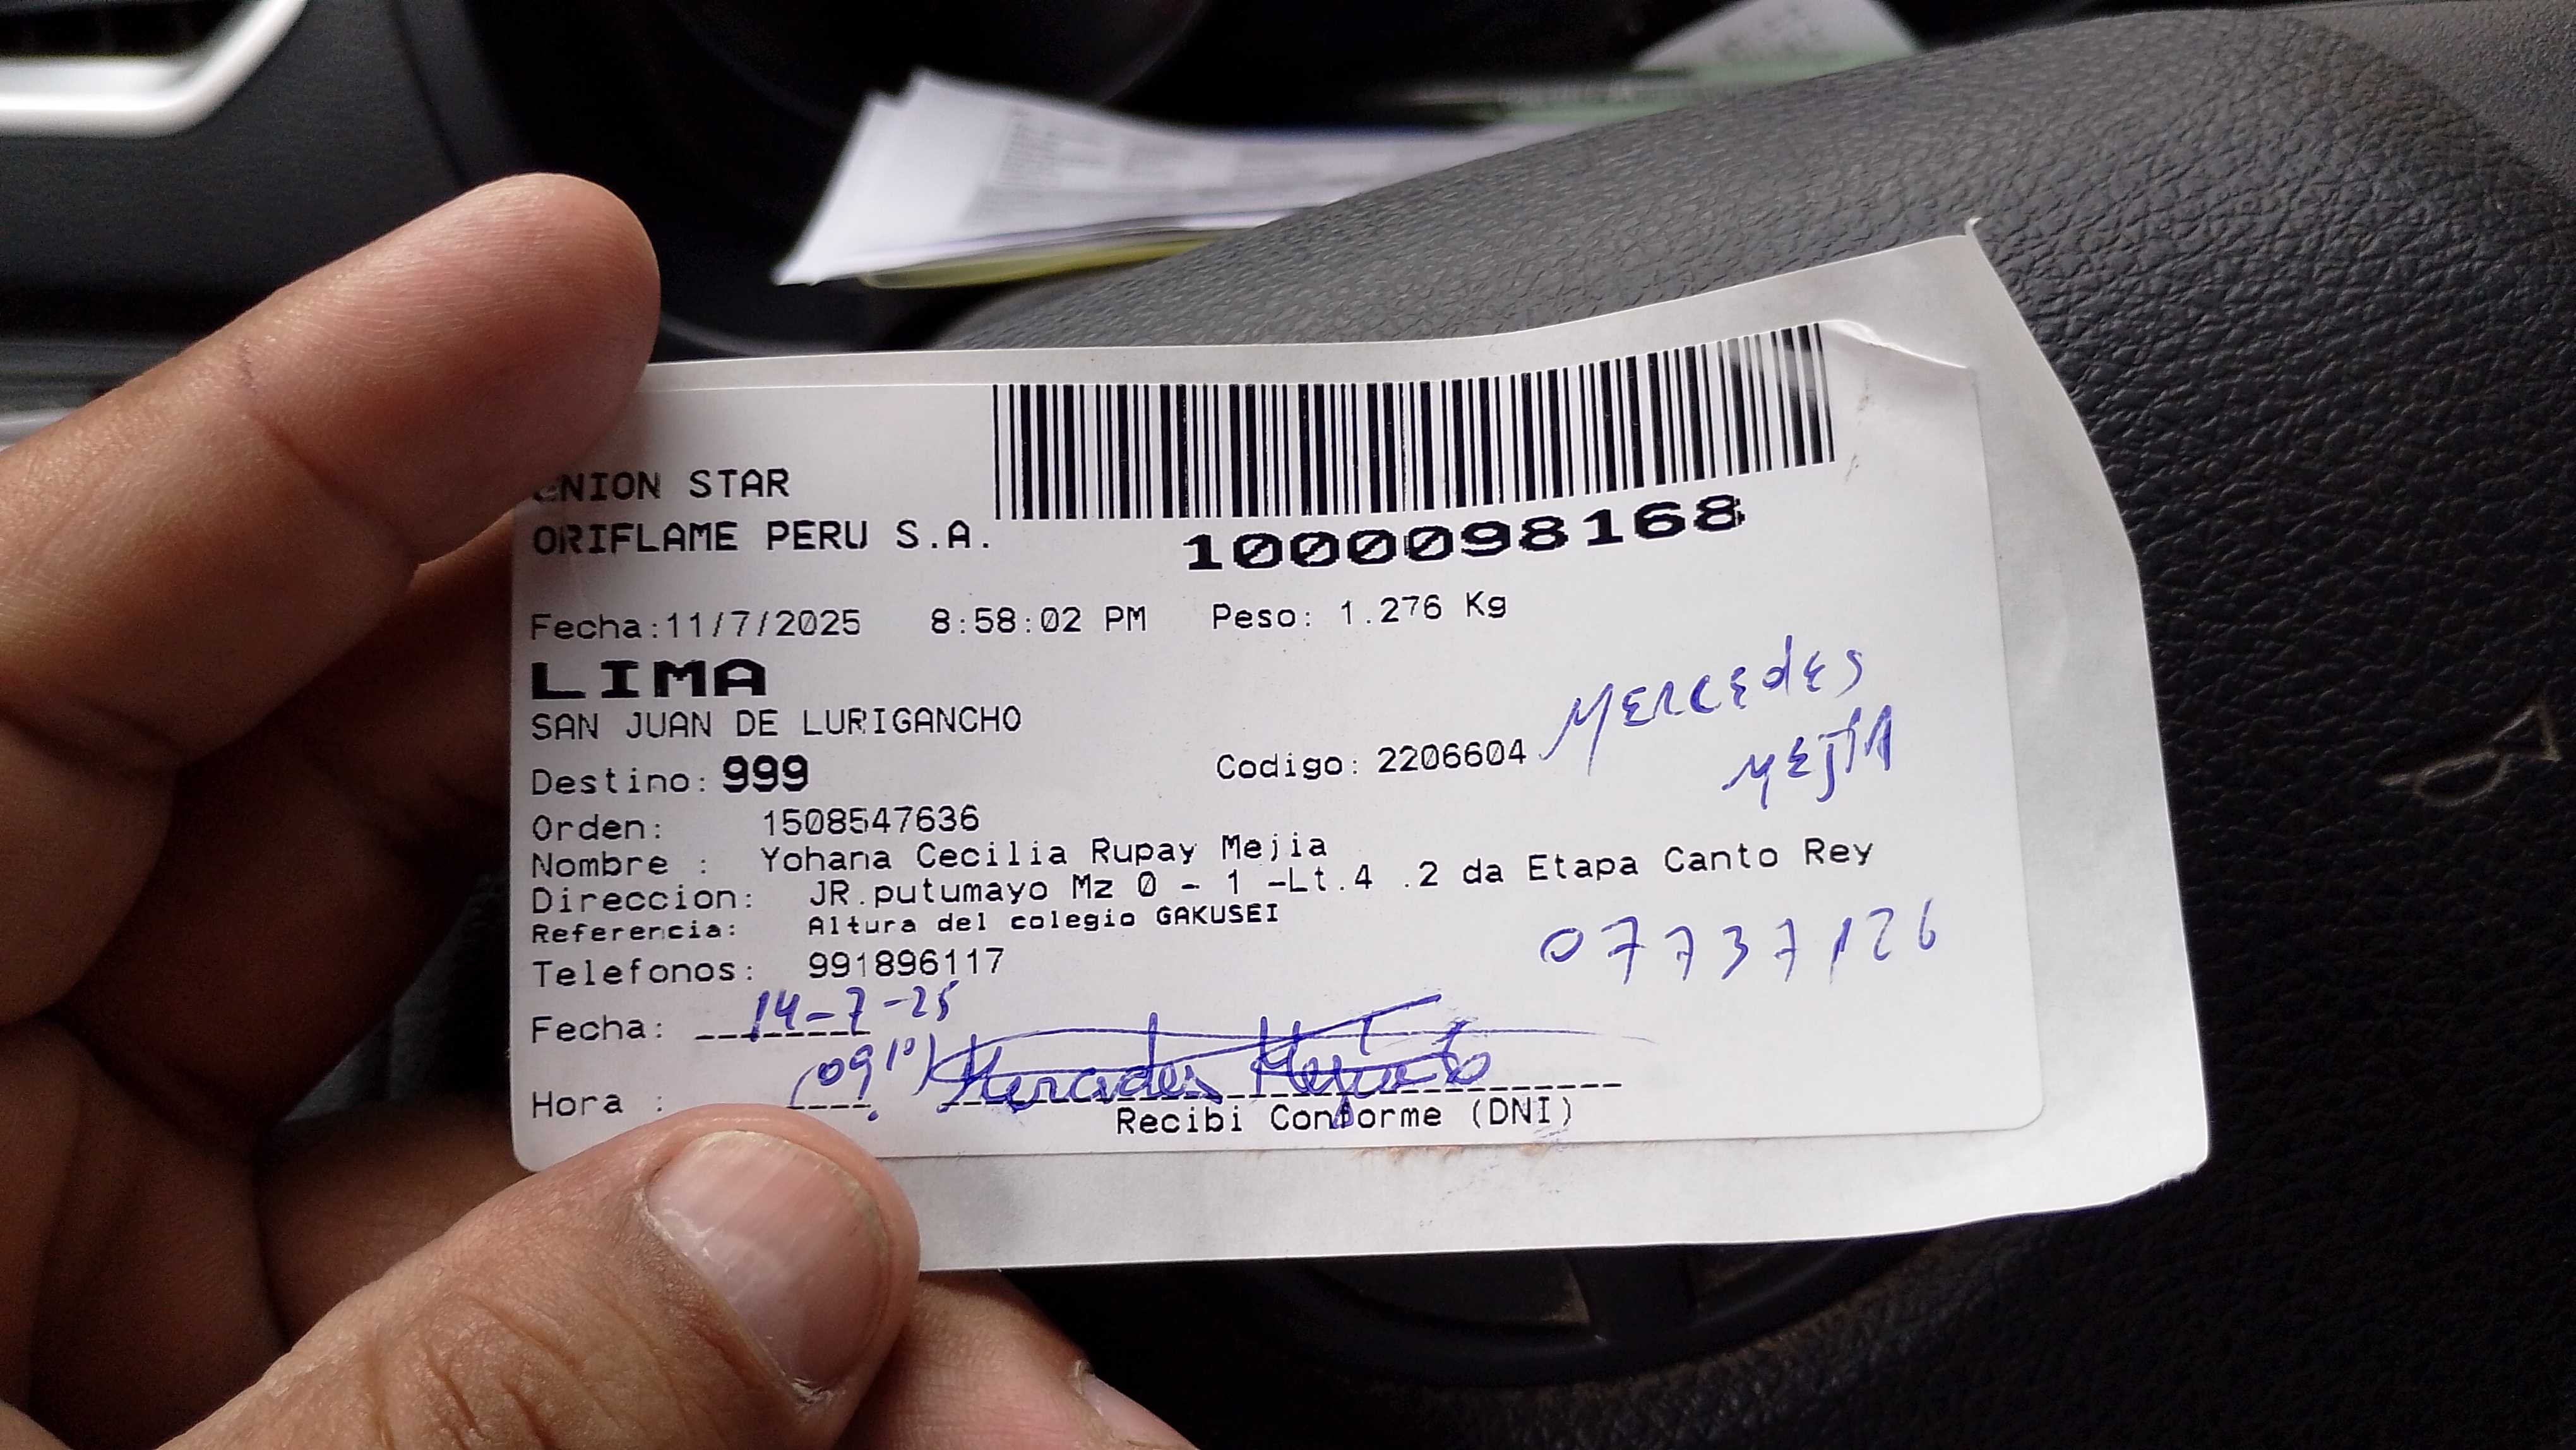 UNION STAR
ORIFLAME PERU S.A.
1000098168
Fecha:11/7/2025 8:58:02 PM Peso: 1.276 Kg
LIMA
SAN JUAN DE LURIGANCHO
MERCEdES
MEJIA
Destino: 999 Codigo: 2206604
Orden: 1508547636
Nombre : Yohana Cecilia Rupay Mejia
Direccion: JR.putumayo Mz 0 - 1 -Lt.4 .2 da Etapa Canto Rey
Referencia: Altura del colegio GAKUSEI
07737126
Telefonos: 991896117
Fecha: 14-7-25
Hora : Mercedes
Recibi Conforme (DNI)